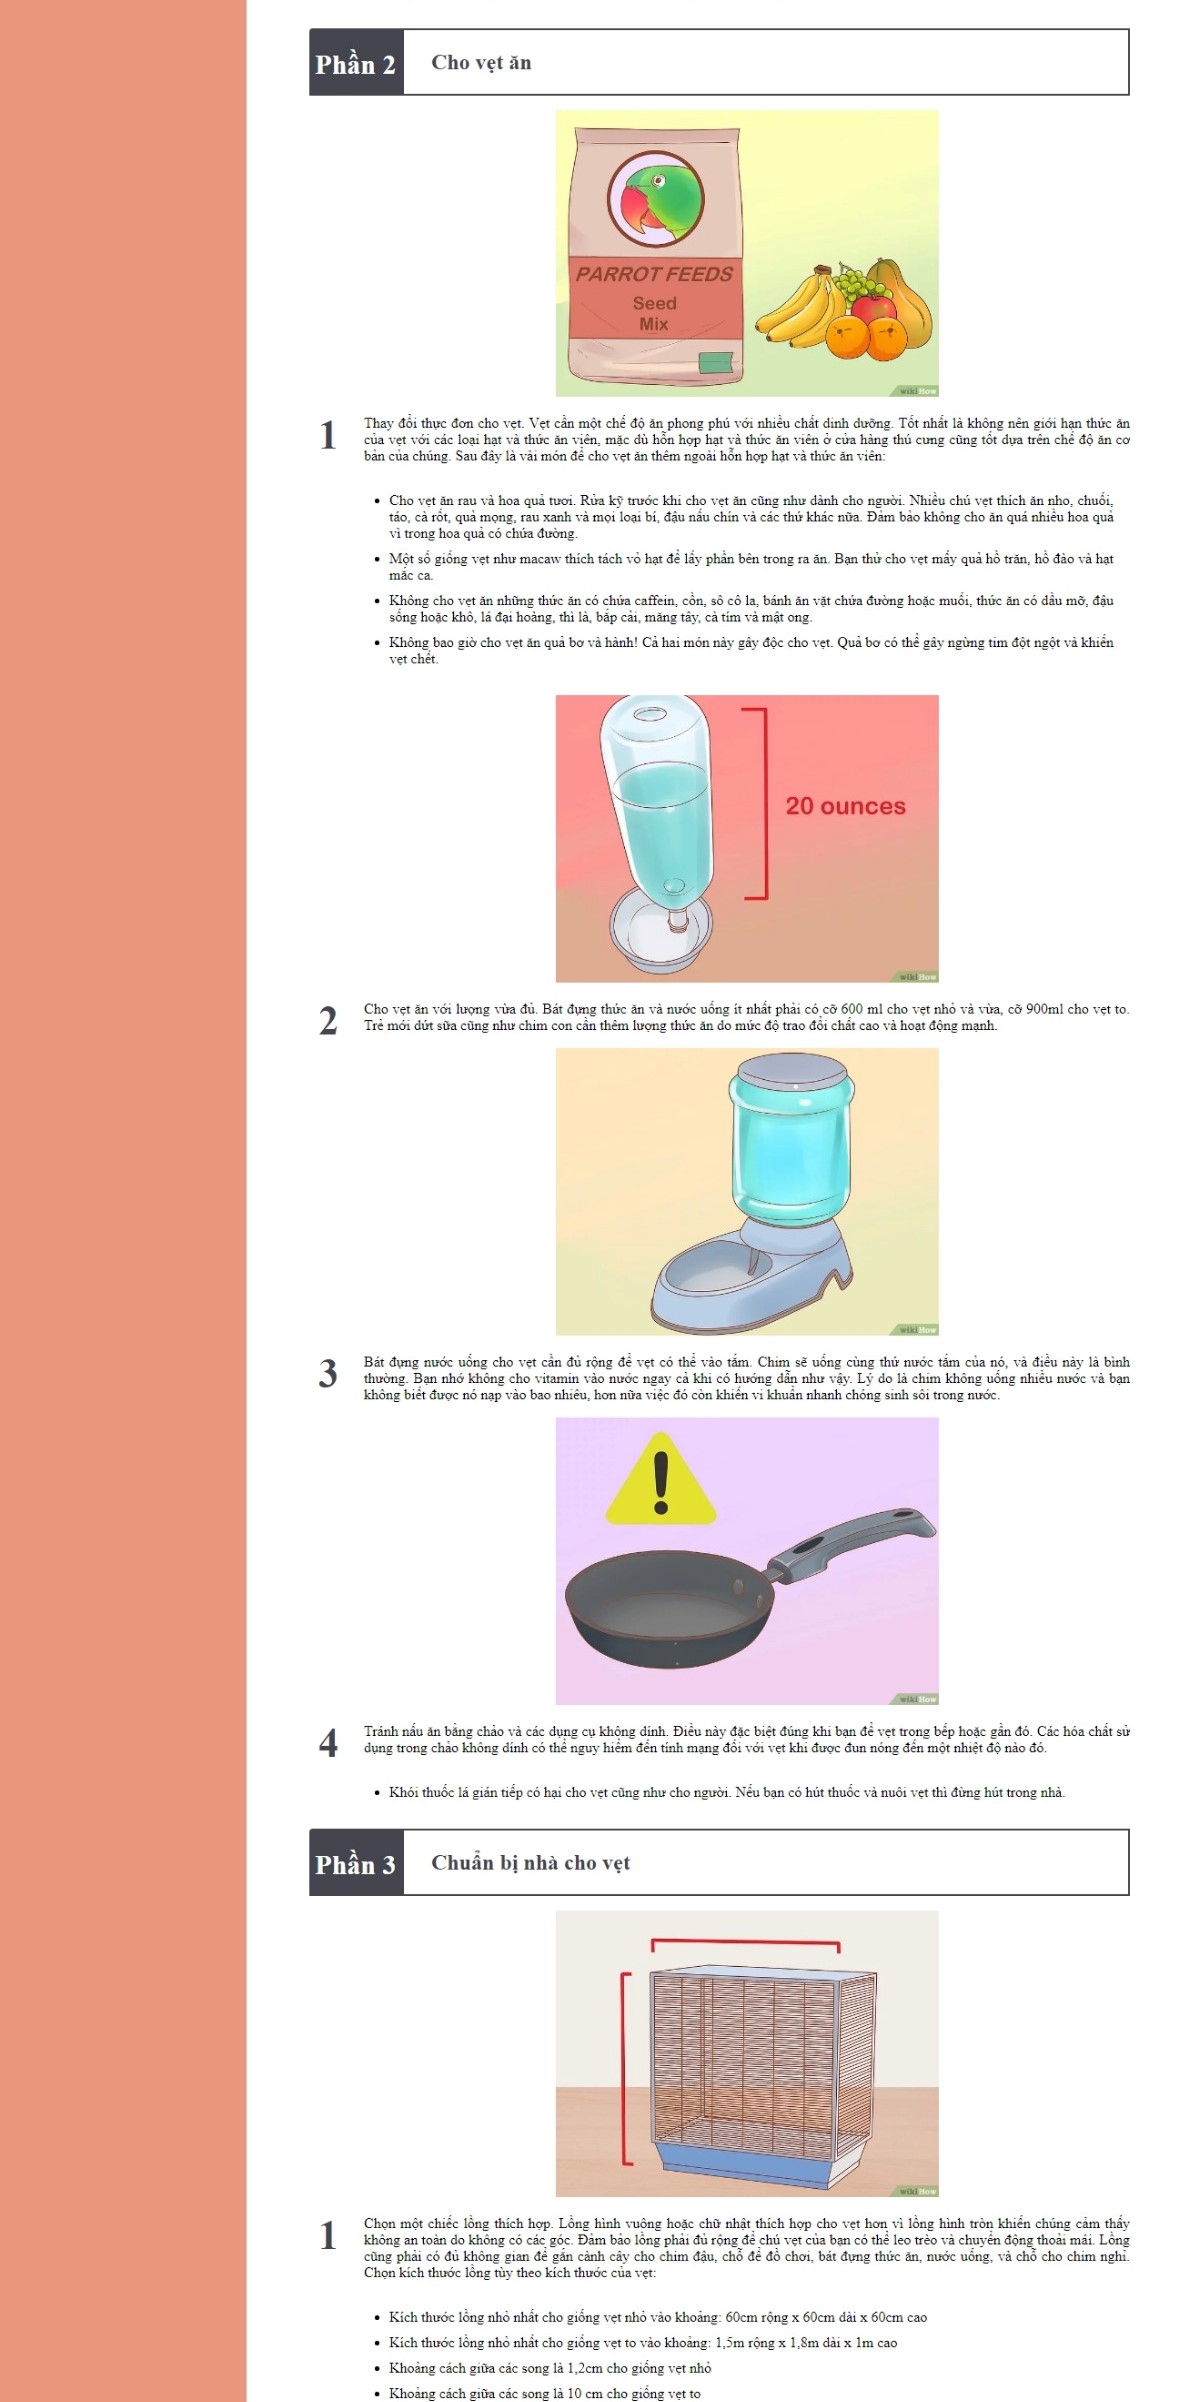 Phần 2
Cho vẹt ăn
PARROT FEEDS
Seed
Mix
wikiHow
1
Thay đổi thực đơn cho vẹt. Vẹt cần một chế độ ăn phong phú với nhiều chất dinh dưỡng. Tốt nhất là không nên giới hạn thức ăn
của vẹt với các loại hạt và thức ăn viên, mặc dù hỗn hợp hạt và thức ăn viên ở cửa hàng thú cưng cũng tốt dựa trên chế độ ăn cơ
bản của chúng. Sau đây là vài món để cho vẹt ăn thêm ngoài hỗn hợp hạt và thức ăn viên:
• Cho vẹt ăn rau và hoa quả tươi. Rửa kỹ trước khi cho vẹt ăn cũng như dành cho người. Nhiều chú vẹt thích ăn nho, chuối,
táo, cà rốt, quả mọng, rau xanh và mọi loại bí, đậu nấu chín và các thứ khác nữa. Đảm bảo không cho ăn quá nhiều hoa quả
vì trong hoa quả có chứa đường.
• Một số giống vẹt như macaw thích tách vỏ hạt để lấy phần bên trong ra ăn. Bạn thử cho vẹt mấy quả hồ trăn, hồ đào và hạt
mắc ca.
• Không cho vẹt ăn những thức ăn có chứa caffein, cồn, sô cô la, bánh ăn vặt chứa đường hoặc muối, thức ăn có dầu mỡ, đậu
sống hoặc khô, lá đại hoàng, thì là, bắp cải, măng tây, cà tím và mật ong.
• Không bao giờ cho vẹt ăn quả bơ và hành! Cả hai món này gây độc cho vẹt. Quả bơ có thể gây ngừng tim đột ngột và khiến
vẹt chết.
20 ounces
wikiHow
2
Cho vẹt ăn với lượng vừa đủ. Bát đựng thức ăn và nước uống ít nhất phải có cỡ 600 ml cho vẹt nhỏ và vừa, cỡ 900ml cho vẹt to.
Trẻ mới dứt sữa cũng như chim con cần thêm lượng thức ăn do mức độ trao đổi chất cao và hoạt động mạnh.
wikiHow
3
Bát đựng nước uống cho vẹt cần đủ rộng để vẹt có thể vào tắm. Chim sẽ uống cùng thứ nước tắm của nó, và điều này là bình
thường. Bạn nhớ không cho vitamin vào nước ngay cả khi có hướng dẫn như vậy. Lý do là chim không uống nhiều nước và bạn
không biết được nó nạp vào bao nhiêu, hơn nữa việc đó còn khiến vi khuẩn nhanh chóng sinh sôi trong nước.
wikiHow
4
Tránh nấu ăn bằng chảo và các dụng cụ không dính. Điều này đặc biệt đúng khi bạn để vẹt trong bếp hoặc gần đó. Các hóa chất sử
dụng trong chảo không dính có thể nguy hiểm đến tính mạng đối với vẹt khi được đun nóng đến một nhiệt độ nào đó.
• Khói thuốc lá gián tiếp có hại cho vẹt cũng như cho người. Nếu bạn có hút thuốc và nuôi vẹt thì đừng hút trong nhà.
Phần 3
Chuẩn bị nhà cho vẹt
wikiHow
1
Chọn một chiếc lồng thích hợp. Lồng hình vuông hoặc chữ nhật thích hợp cho vẹt hơn vì lồng hình tròn khiến chúng cảm thấy
không an toàn do không có các góc. Đảm bảo lồng phải đủ rộng để chú vẹt của bạn có thể leo trèo và chuyển động thoải mái. Lồng
cũng phải có đủ không gian để gắn cành cây cho chim đậu, chỗ để đồ chơi, bát đựng thức ăn, nước uống, và chỗ cho chim nghỉ.
Chọn kích thước lồng tùy theo kích thước của vẹt:
• Kích thước lồng nhỏ nhất cho giống vẹt nhỏ vào khoảng: 60cm rộng x 60cm dài x 60cm cao
• Kích thước lồng nhỏ nhất cho giống vẹt to vào khoảng: 1,5m rộng x 1,8m dài x 1m cao
• Khoảng cách giữa các song là 1,2cm cho giống vẹt nhỏ
• Khoảng cách giữa các song là 10 cm cho giống vẹt to